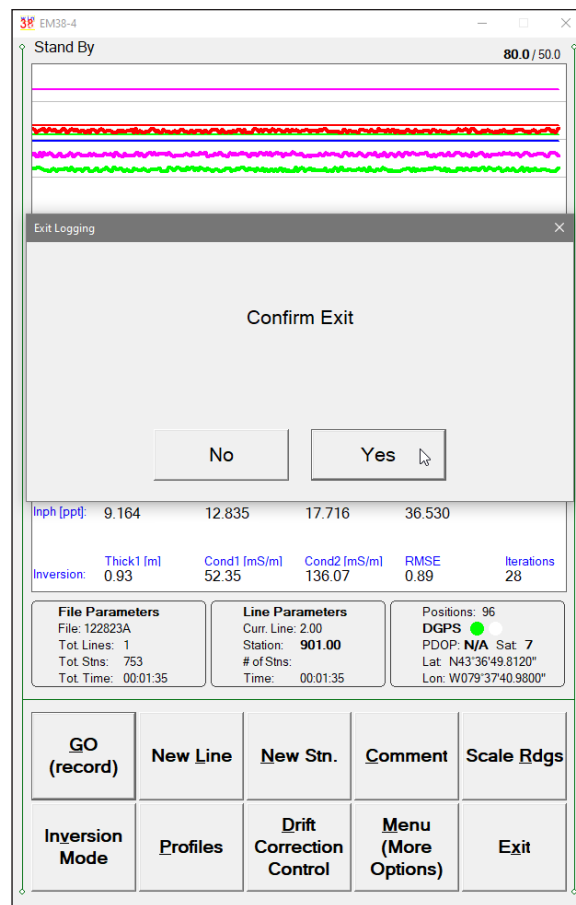 38 EM38-4
Stand By
80.0 / 50.0
Exit Logging
Confirm Exit
No Yes
Inph [ppt]: 9.164 12.835 17.716 36.530
Thick1 [m] Cond1 [mS/m] Cond2 [mS/m] RMSE Iterations
Inversion: 0.93 52.35 136.07 0.89 28
File Parameters
File: 122823A
Tot. Lines: 1
Tot. Stns: 753
Tot. Time: 00:01:35
Line Parameters
Curr. Line: 2.00
Station: 901.00
# of Stns:
Time: 00:01:35
Positions: 96
DGPS
PDOP: N/A Sat: 7
Lat: N43°36'49.8120"
Lon: W079°37'40.9800"
GO
(record)
New Line
New Stn.
Comment
Scale Rdgs
Inversion
Mode
Profiles
Drift
Correction
Control
Menu
(More
Options)
Exit